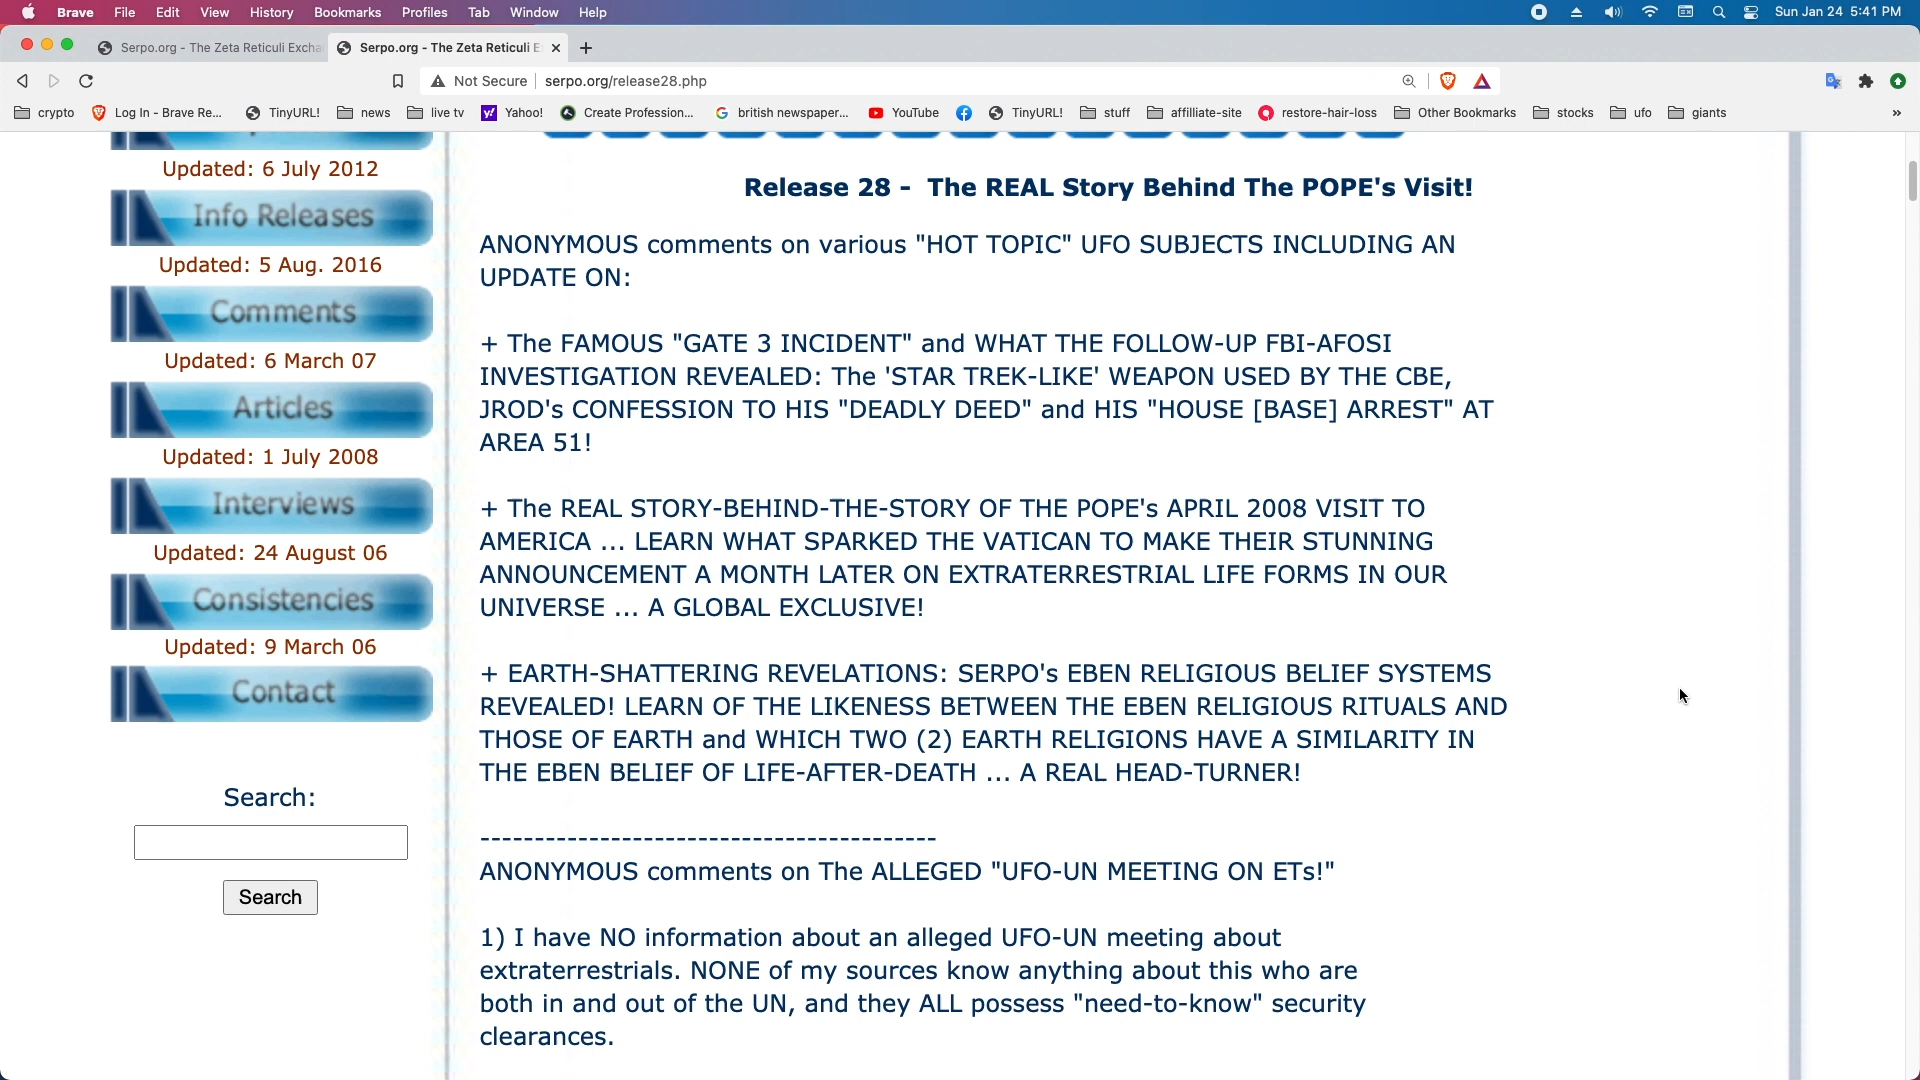 Brave File Edit View History Bookmarks Profiles Tab Window Help Sun Jan 24 5:41 PM
Serpo.org - The Zeta Reticuli Excha Serpo.org - The Zeta Reticuli E
Not Secure serpo.org/release28.php
crypto Log In - Brave Re... TinyURL! news live tv Yahoo! Create Profession... british newspaper... YouTube TinyURL! stuff affilliate-site restore-hair-loss Other Bookmarks stocks ufo giants »
Updated: 6 July 2012
Info Releases
Updated: 5 Aug. 2016
Comments
Updated: 6 March 07
Articles
Updated: 1 July 2008
Interviews
Updated: 24 August 06
Consistencies
Updated: 9 March 06
Contact
Search:
Search
Release 28 - The REAL Story Behind The POPE's Visit!
ANONYMOUS comments on various "HOT TOPIC" UFO SUBJECTS INCLUDING AN
UPDATE ON:
+ The FAMOUS "GATE 3 INCIDENT" and WHAT THE FOLLOW-UP FBI-AFOSI
INVESTIGATION REVEALED: The 'STAR TREK-LIKE' WEAPON USED BY THE CBE,
JROD's CONFESSION TO HIS "DEADLY DEED" and HIS "HOUSE [BASE] ARREST" AT
AREA 51!
+ The REAL STORY-BEHIND-THE-STORY OF THE POPE's APRIL 2008 VISIT TO
AMERICA ... LEARN WHAT SPARKED THE VATICAN TO MAKE THEIR STUNNING
ANNOUNCEMENT A MONTH LATER ON EXTRATERRESTRIAL LIFE FORMS IN OUR
UNIVERSE ... A GLOBAL EXCLUSIVE!
+ EARTH-SHATTERING REVELATIONS: SERPO's EBEN RELIGIOUS BELIEF SYSTEMS
REVEALED! LEARN OF THE LIKENESS BETWEEN THE EBEN RELIGIOUS RITUALS AND
THOSE OF EARTH and WHICH TWO (2) EARTH RELIGIONS HAVE A SIMILARITY IN
THE EBEN BELIEF OF LIFE-AFTER-DEATH ... A REAL HEAD-TURNER!
------------------------------------------
ANONYMOUS comments on The ALLEGED "UFO-UN MEETING ON ETs!"
1) I have NO information about an alleged UFO-UN meeting about
extraterrestrials. NONE of my sources know anything about this who are
both in and out of the UN, and they ALL possess "need-to-know" security
clearances.